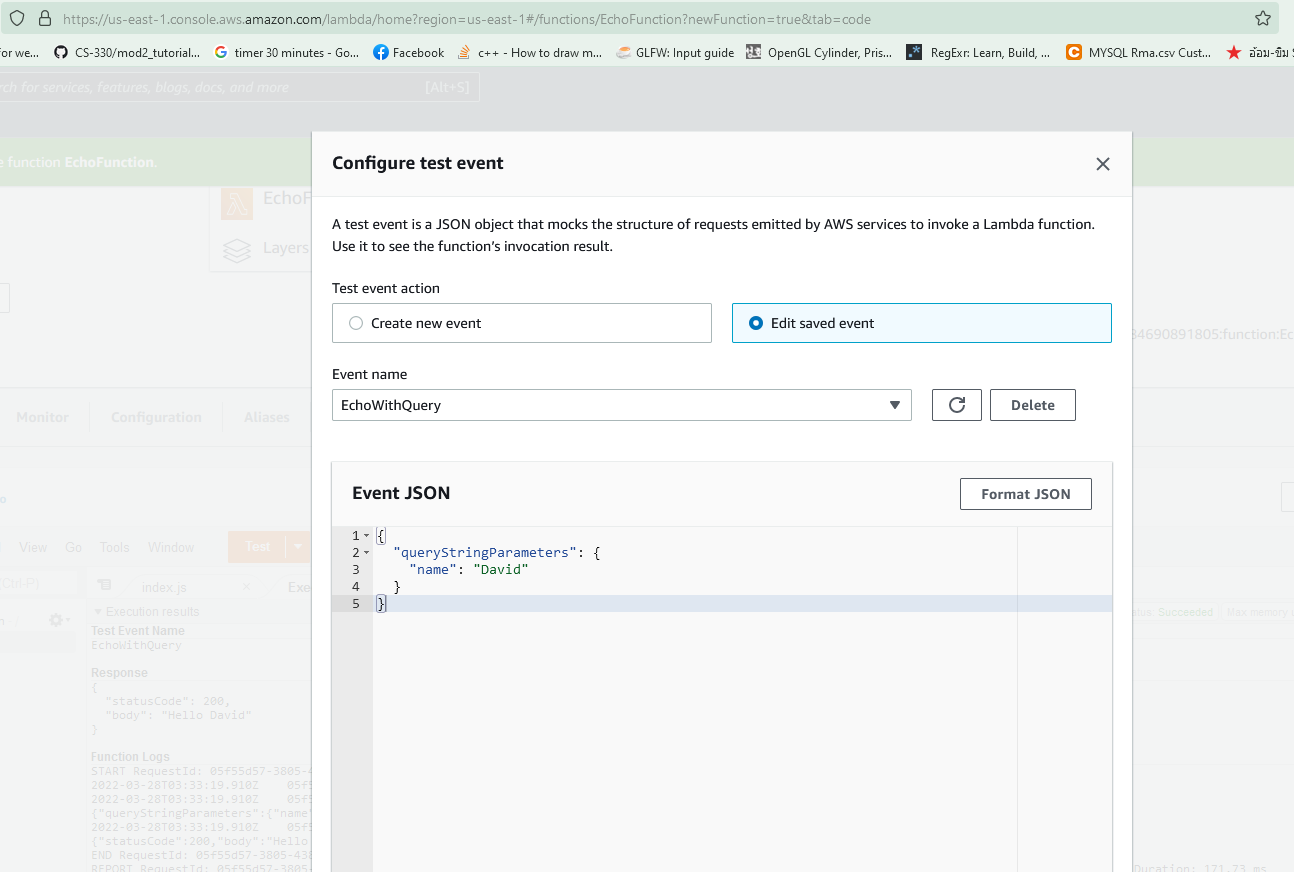 https://us-east-1.console.aws.amazon.com/lambda/home?region=us-east-1#/functions/EchoFunction?newFunction=true&tab=code
or we... CS-330/mod2_tutorial... timer 30 minutes - Go... Facebook c++ - How to draw m... GLFW: Input guide OpenGL Cylinder, Pris... RegExr: Learn, Build, ... MYSQL Rma.csv Cust... อ้อม-ขึ้ม S
rch for services, features, blogs, docs, and more [Alt+S]
Configure test event
e function EchoFunction.
EchoF
A test event is a JSON object that mocks the structure of requests emitted by AWS services to invoke a Lambda function.
Use it to see the function's invocation result.
Layers
Test event action
Create new event Edit saved event
34690891805:function:Ec
Event name
EchoWithQuery Delete
Monitor Configuration Aliases
Event JSON Format JSON
1 {
View Go Tools Window Test
2 "queryStringParameters": {
3 "name": "David"
(Ctrl-P)
index.js Exe
4 }
5 }
Execution results
atus: Succeeded Max memory
Test Event Name
EchoWithQuery
Response
{
"statusCode": 200,
"body": "Hello David"
}
Function Logs
START RequestId: 05f55d57-3805-4
2022-03-28T03:33:19.910Z 05f5
2022-03-28T03:33:19.910Z 05f5
{"queryStringParameters":{"name"
2022-03-28T03:33:19.910Z 05f5
{"statusCode":200,"body":"Hello
END RequestId: 05f55d57-3805-438
REPORT RequestId: 05f55d57-3805- Duration: 171.73 ms